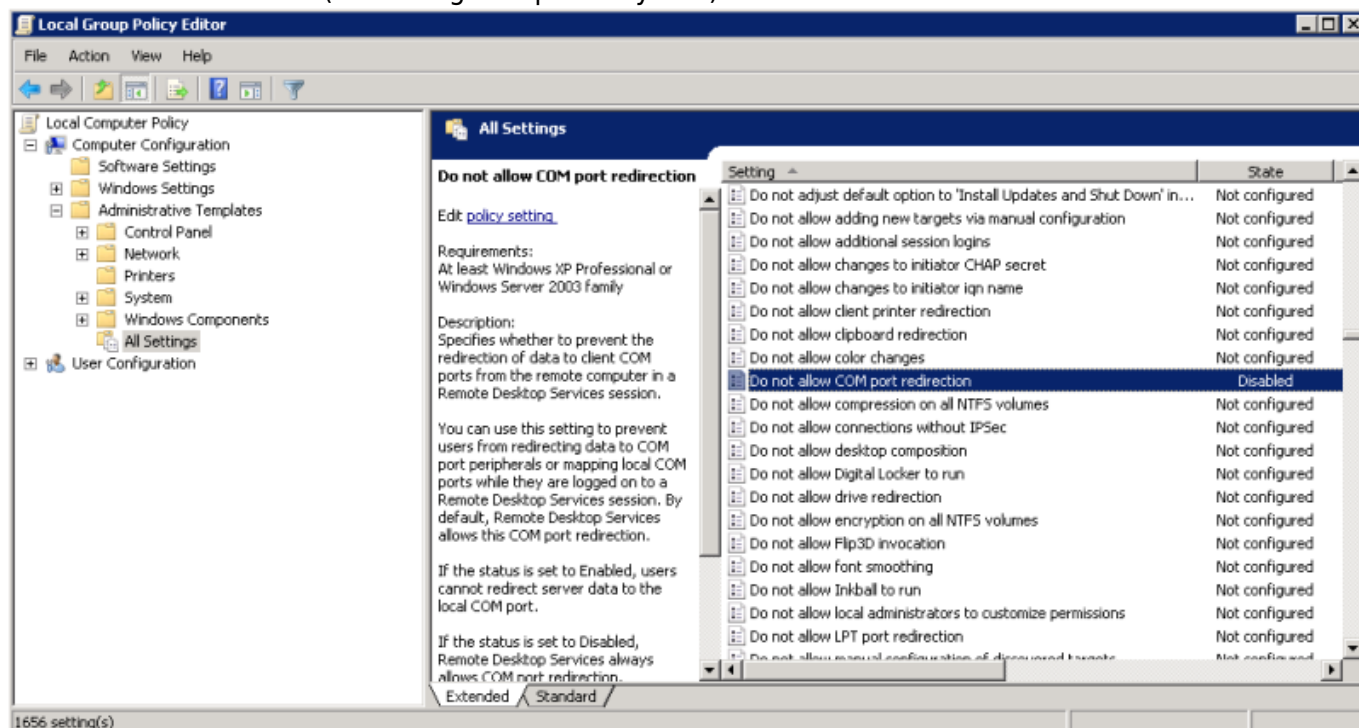 Local Group Policy Editor
File Action View Help
Local Computer Policy
Computer Configuration
Software Settings
Windows Settings
Administrative Templates
Control Panel
Network
Printers
System
Windows Components
All Settings
User Configuration
All Settings
Do not allow COM port redirection
Edit policy setting
Requirements:
At least Windows XP Professional or
Windows Server 2003 family
Description:
Specifies whether to prevent the
redirection of data to client COM
ports from the remote computer in a
Remote Desktop Services session.
You can use this setting to prevent
users from redirecting data to COM
port peripherals or mapping local COM
ports while they are logged on to a
Remote Desktop Services session. By
default, Remote Desktop Services
allows this COM port redirection.
If the status is set to Enabled, users
cannot redirect server data to the
local COM port.
If the status is set to Disabled,
Remote Desktop Services always
allows COM port redirection.
Setting State
Do not adjust default option to 'Install Updates and Shut Down' in... Not configured
Do not allow adding new targets via manual configuration Not configured
Do not allow additional session logins Not configured
Do not allow changes to initiator CHAP secret Not configured
Do not allow changes to initiator iqn name Not configured
Do not allow client printer redirection Not configured
Do not allow clipboard redirection Not configured
Do not allow color changes Not configured
Do not allow COM port redirection Disabled
Do not allow compression on all NTFS volumes Not configured
Do not allow connections without IPSec Not configured
Do not allow desktop composition Not configured
Do not allow Digital Locker to run Not configured
Do not allow drive redirection Not configured
Do not allow encryption on all NTFS volumes Not configured
Do not allow Flip3D invocation Not configured
Do not allow font smoothing Not configured
Do not allow Inkball to run Not configured
Do not allow local administrators to customize permissions Not configured
Do not allow LPT port redirection Not configured
Do not allow manual configuration of discovered targets Not configured
Extended Standard
1656 setting(s)